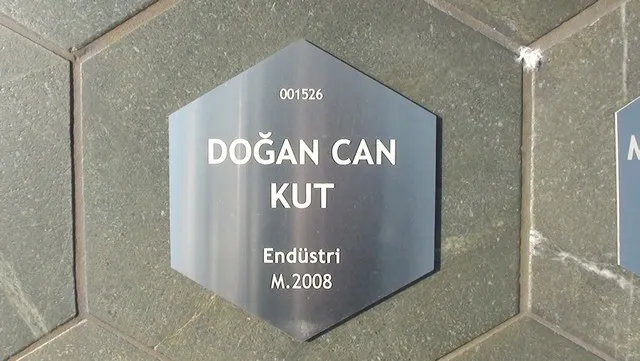 001526
DOĞAN CAN
KUT
Endüstri
M.2008